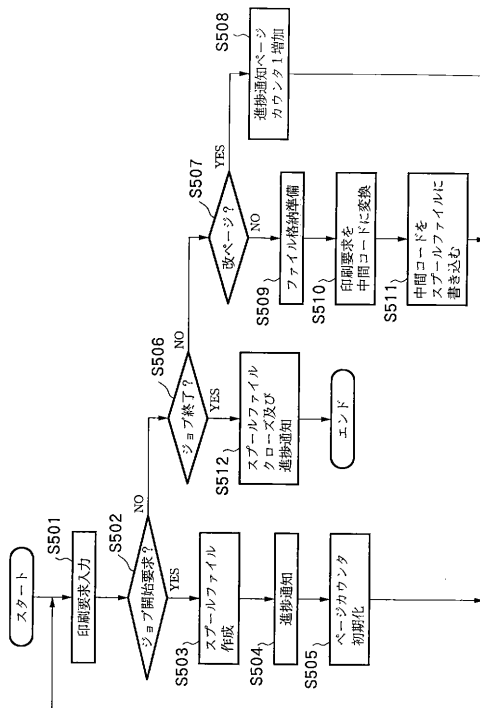 スタート
S501
印刷要求入力
S502
ジョブ開始要求?
NO
YES
S503
スプールファイル
作成
S504
進捗通知
S505
ページカウンタ
初期化
S506
ジョブ終了?
NO
YES
S512
スプールファイル
クローズ及び
進捗通知
エンド
S507
改ページ?
YES
NO
S508
進捗通知ページ
カウンタ1増加
S509
ファイル格納準備
S510
印刷要求を
中間コードに変換
S511
中間コードを
スプールファイルに
書き込む